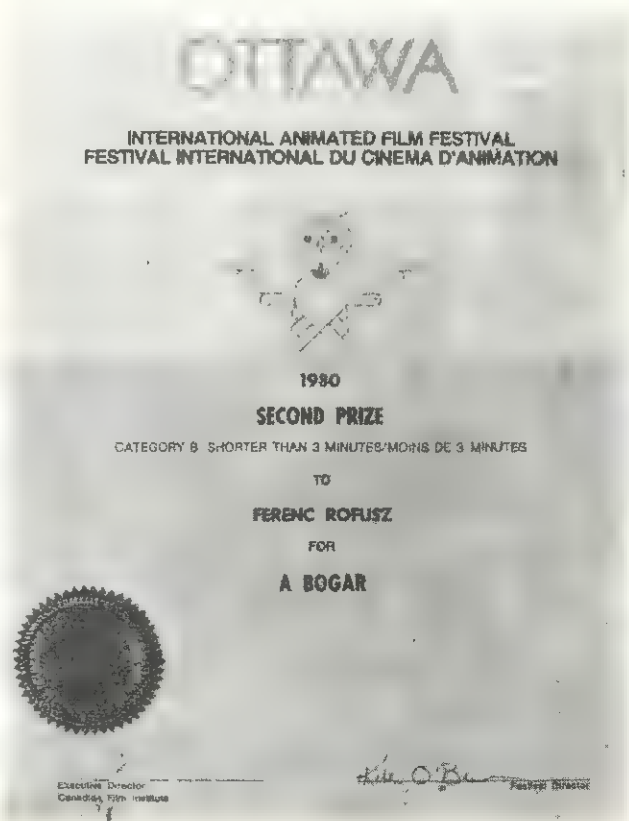 OTTAWA
INTERNATIONAL ANIMATED FILM FESTIVAL
FESTIVAL INTERNATIONAL DU CINEMA D'ANIMATION
1980
SECOND PRIZE
CATEGORY B SHORTER THAN 3 MINUTES/MOINS DE 3 MINUTES
TO
FERENC ROFUSZ
FOR
A BOGAR
Executive Director
Canadian Film Institute
Festival Director